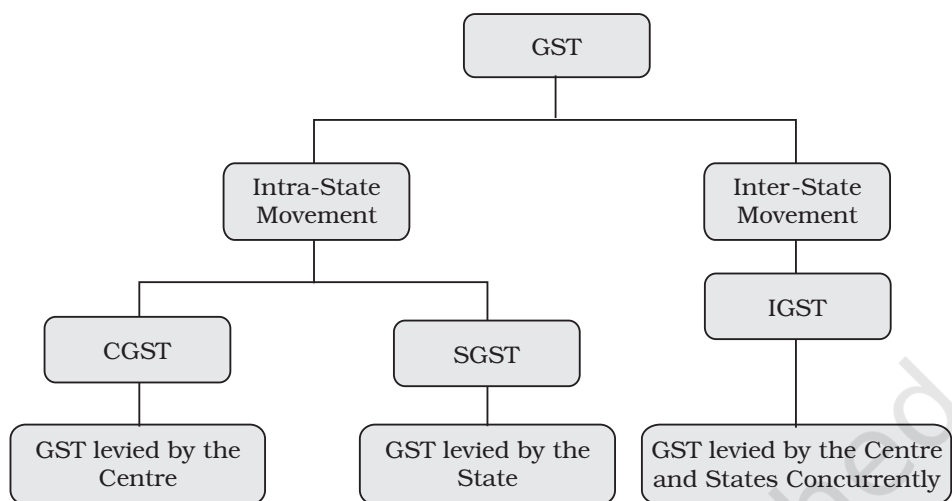 GST
Intra-State
Movement
Inter-State
Movement
CGST
SGST
IGST
GST levied by the
Centre
GST levied by the
State
GST levied by the Centre
and States Concurrently